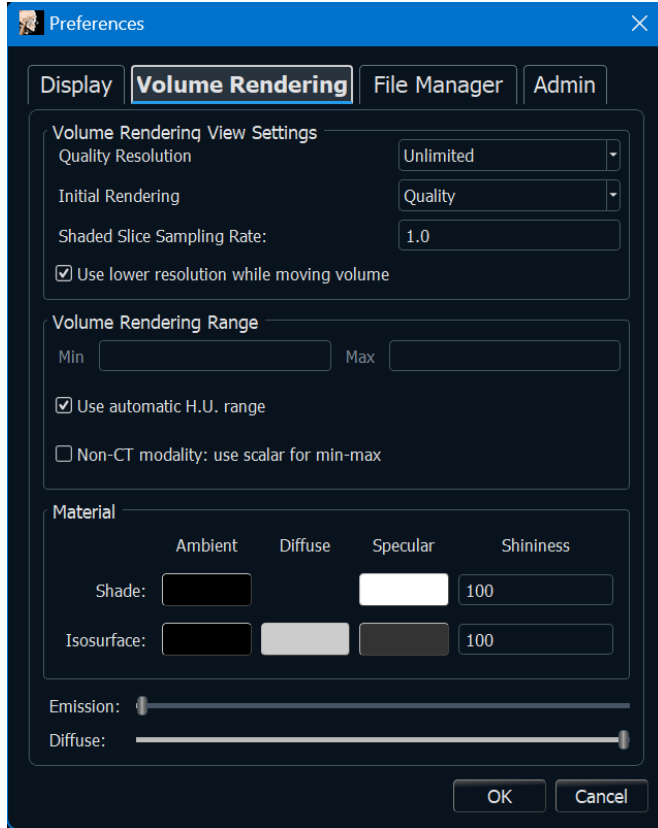 Preferences
Display Volume Rendering File Manager Admin
Volume Rendering View Settings
Quality Resolution Unlimited
Initial Rendering Quality
Shaded Slice Sampling Rate: 1.0
Use lower resolution while moving volume
Volume Rendering Range
Min Max
Use automatic H.U. range
Non-CT modality: use scalar for min-max
Material
Ambient Diffuse Specular Shininess
Shade: 100
Isosurface: 100
Emission:
Diffuse:
OK Cancel